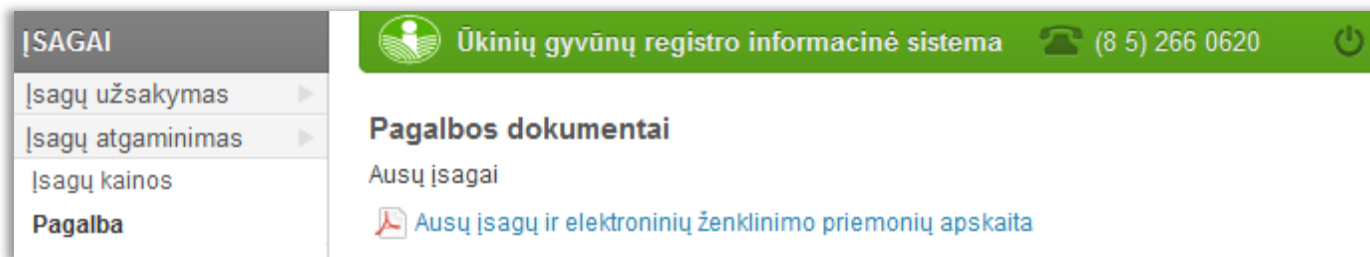 ĮSAGAI
Įsagų užsakymas
Įsagų atgaminimas
Įsagų kainos
Pagalba
Ūkinių gyvūnų registro informacinė sistema (8 5) 266 0620
Pagalbos dokumentai
Ausų įsagai
Ausų įsagų ir elektroninių ženklinimo priemonių apskaita